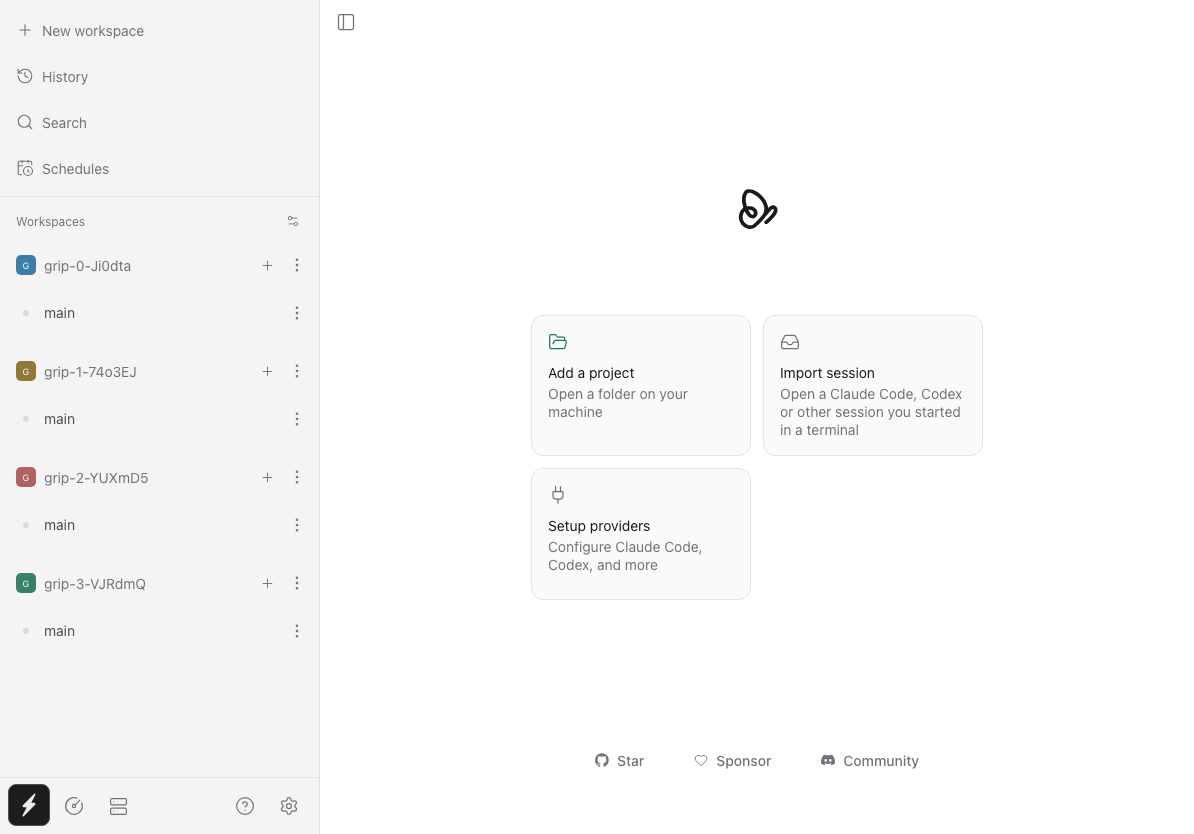 New workspace
History
Search
Schedules
Workspaces
G grip-0-Ji0dta
main
G grip-1-74o3EJ
main
G grip-2-YUXmD5
main
G grip-3-VJRdmQ
main
Add a project
Open a folder on your
machine
Import session
Open a Claude Code, Codex
or other session you started
in a terminal
Setup providers
Configure Claude Code,
Codex, and more
Star
Sponsor
Community